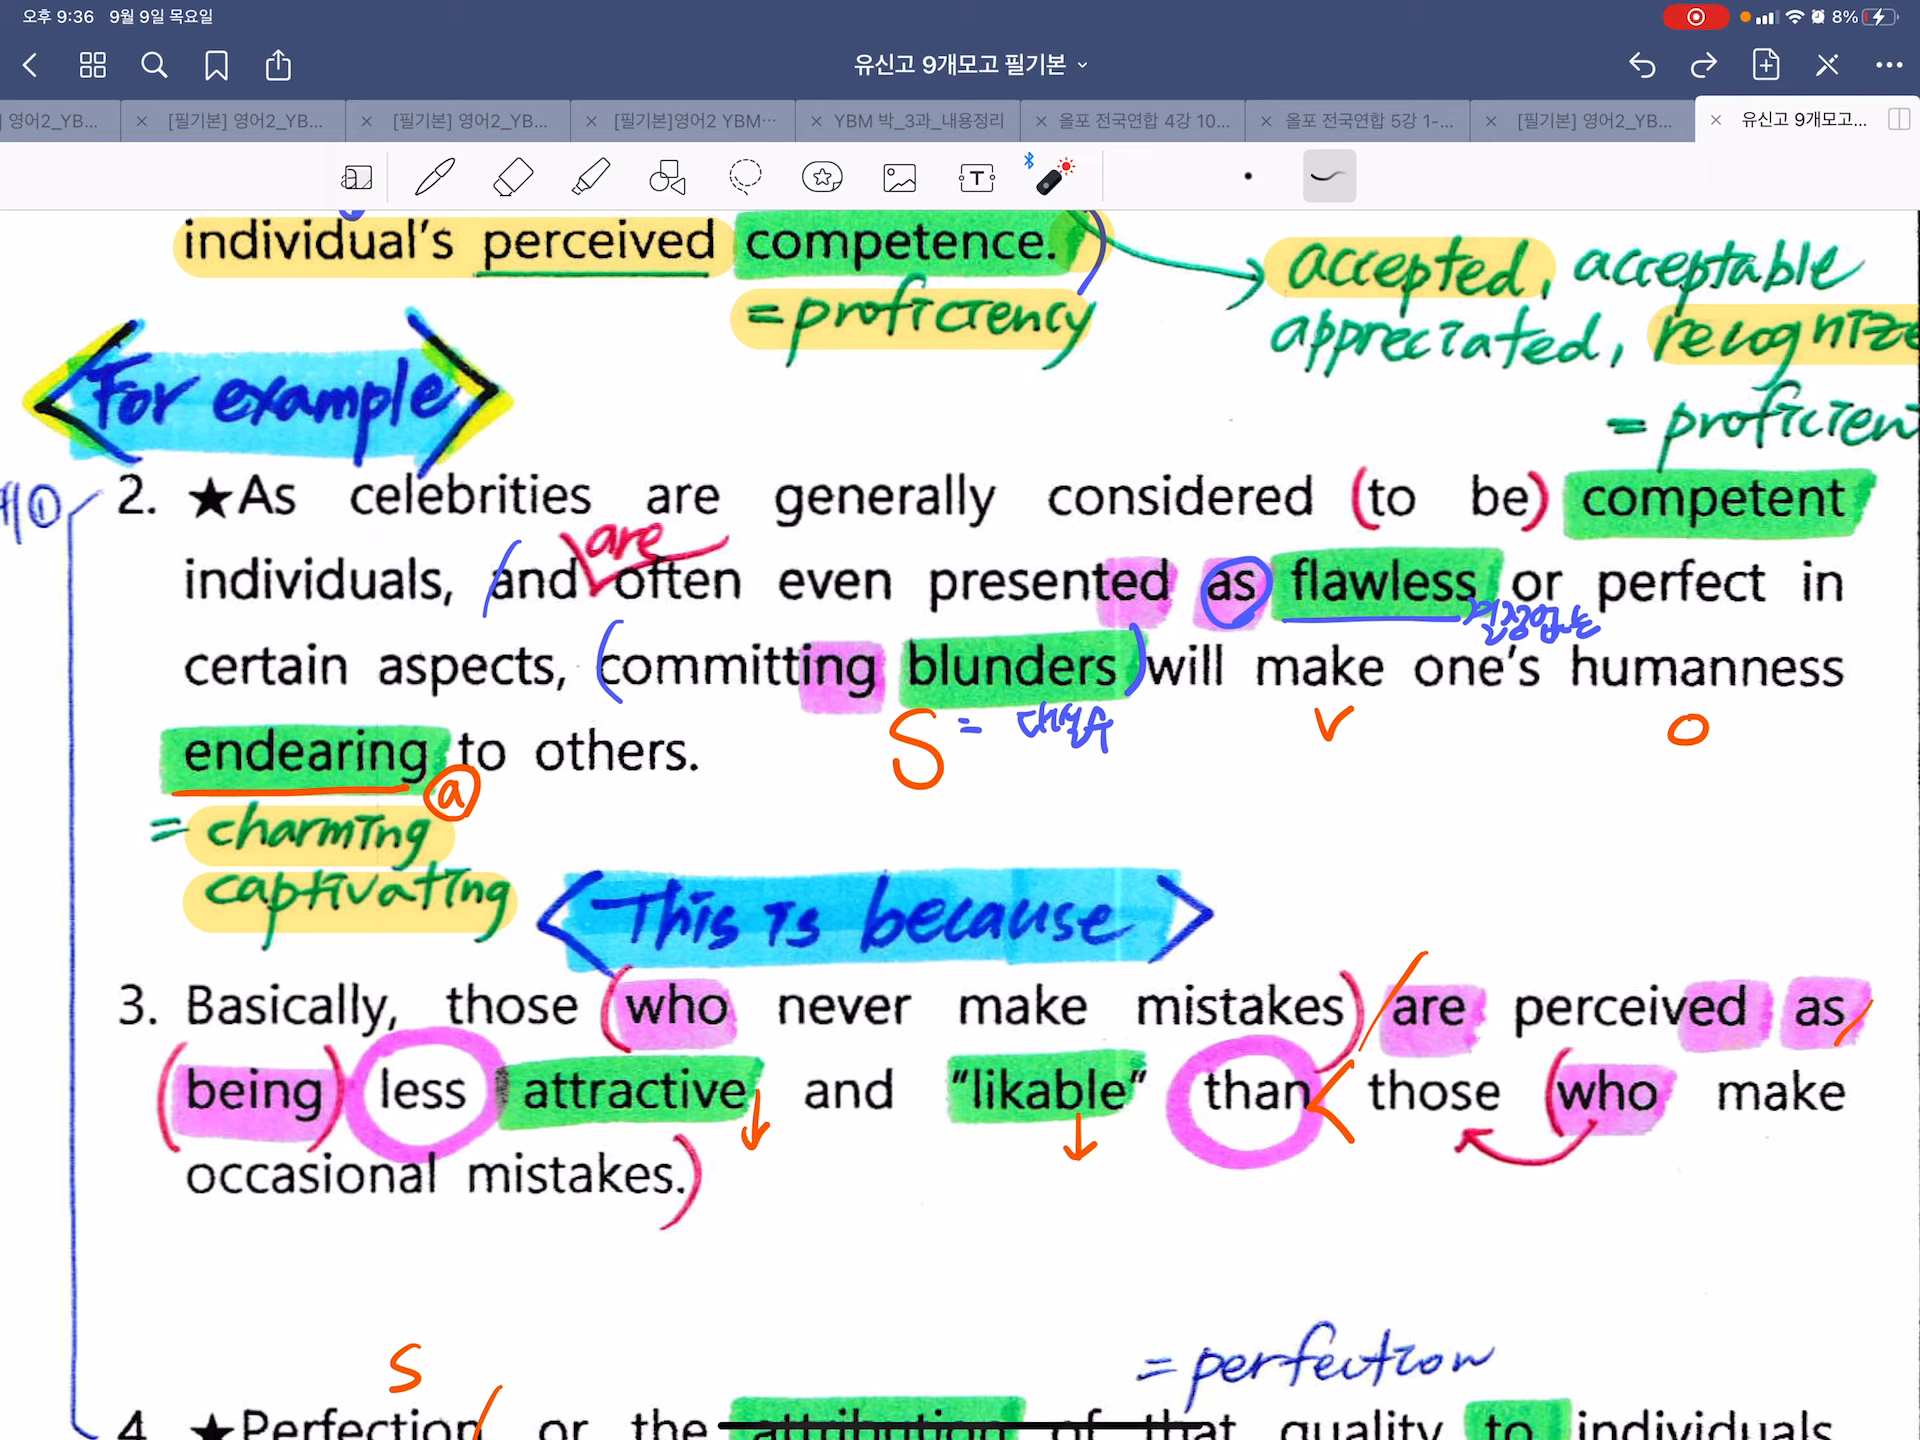 오후 9:36 9월 9일 목요일 8%
유신고 9개모고 필기본
영어2_YB... × [필기본] 영어2_YB... × [필기본] 영어2_YB... × [필기본]영어2 YBM... × YBM 박_3과_내용정리 × 올포 전국연합 4강 10... × 올포 전국연합 5강 1-... × [필기본] 영어2_YB... × 유신고 9개모고...
individual's perceived competence.
= proficiency
accepted, acceptable
appreciated, recognize
= proficien
<For example>
2. ★As celebrities are generally considered (to be) competent
are
individuals, and often even presented as flawless or perfect in
결정없는
certain aspects, (committing blunders) will make one's humanness
S = 대실수 V O
endearing to others.
a
= charming
captivating
<This is because>
3. Basically, those (who never make mistakes) / are perceived as
(being) less attractive and "likable" than < those (who make
occasional mistakes.)
S
= perfection
4. ★Perfection / or the attribution of that quality to individuals